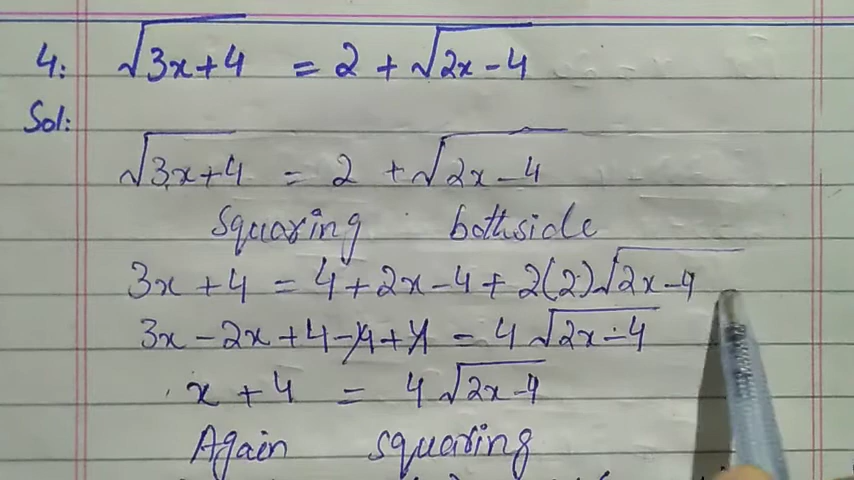 4: √3x+4 = 2 + √2x-4
Sol:
√3x+4 = 2 + √2x-4
Squaring bothside
3x + 4 = 4 + 2x - 4 + 2(2)√2x-4
3x - 2x + 4 - 4 + 4 = 4 √2x-4
x + 4 = 4 √2x-4
Again squaring